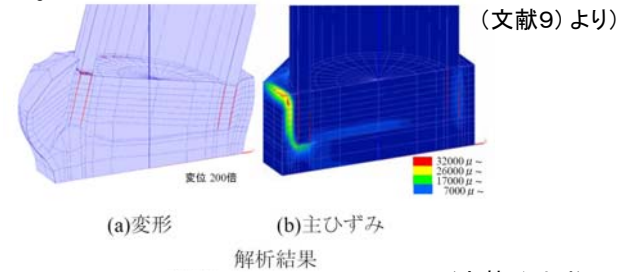 (文献9)より)
変位 200倍
32000μ~
26000μ~
17000μ~
7000μ~
(a)変形
(b)主ひずみ
解析結果